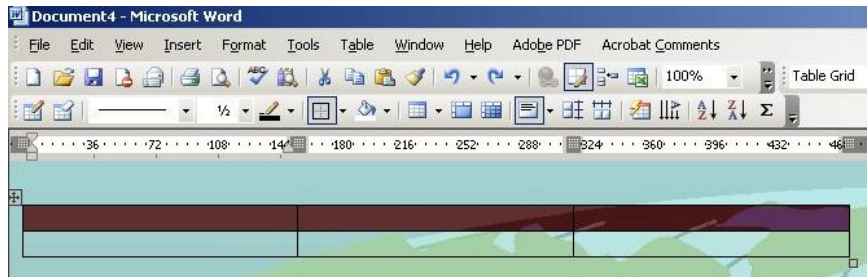 Document4 - Microsoft Word
File Edit View Insert Format Tools Table Window Help Adobe PDF Acrobat Comments
100% Table Grid
½
36 72 108 144 180 216 252 288 324 360 396 432 46